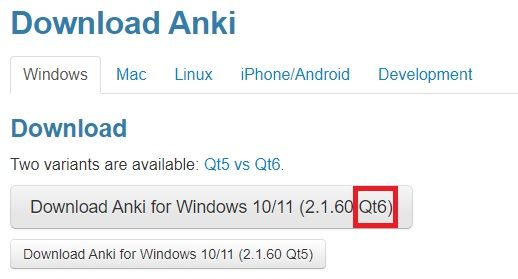 Download Anki
Windows Mac Linux iPhone/Android Development
Download
Two variants are available: Qt5 vs Qt6.
Download Anki for Windows 10/11 (2.1.60 Qt6)
Download Anki for Windows 10/11 (2.1.60 Qt5)